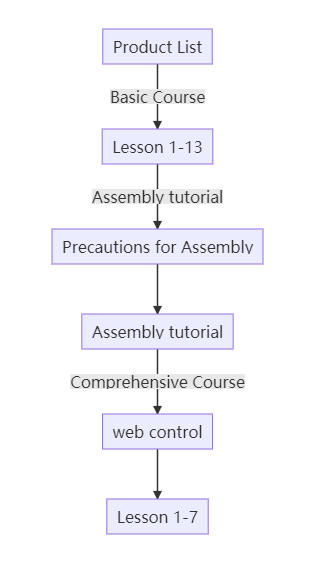 Product List
Basic Course
Lesson 1-13
Assembly tutorial
Precautions for Assembly
Assembly tutorial
Comprehensive Course
web control
Lesson 1-7